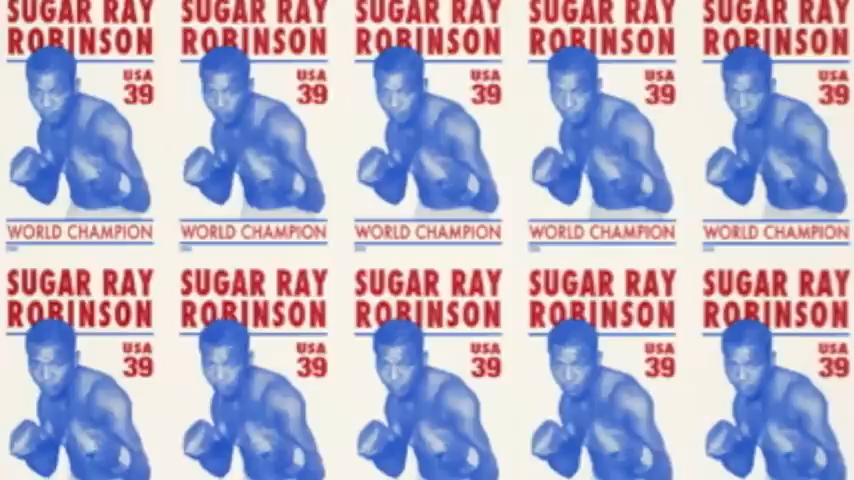 SUGAR RAY SUGAR RAY SUGAR RAY SUGAR RAY SUGAR RAY
ROBINSON ROBINSON ROBINSON ROBINSON ROBINSON
USA USA USA USA USA
39 39 39 39 39
WORLD CHAMPION WORLD CHAMPION WORLD CHAMPION WORLD CHAMPION WORLD CHAMPION
SUGAR RAY SUGAR RAY SUGAR RAY SUGAR RAY SUGAR RAY
ROBINSON ROBINSON ROBINSON ROBINSON ROBINSON
USA USA USA USA USA
39 39 39 39 39